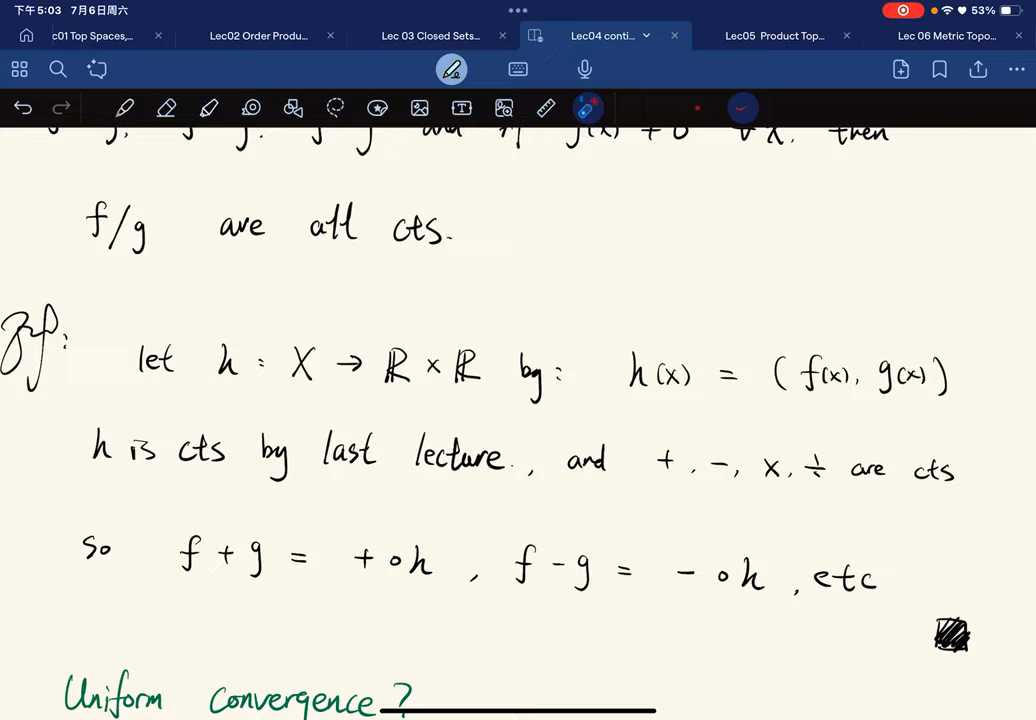 下午5:03 7月6日周六
53%
c01 Top Spaces,...
Lec02 Order Produ...
Lec 03 Closed Sets...
Lec04 conti...
Lec05 Product Top...
Lec 06 Metric Topo...
and if ∀x, then
f/g are all cts.
Pf:
let h : X → ℝ × ℝ by: h(x) = (f(x), g(x))
h is cts by last lecture., and +, -, ×, ÷ are cts
so f + g = + ∘ h , f - g = - ∘ h , etc
Uniform convergence?